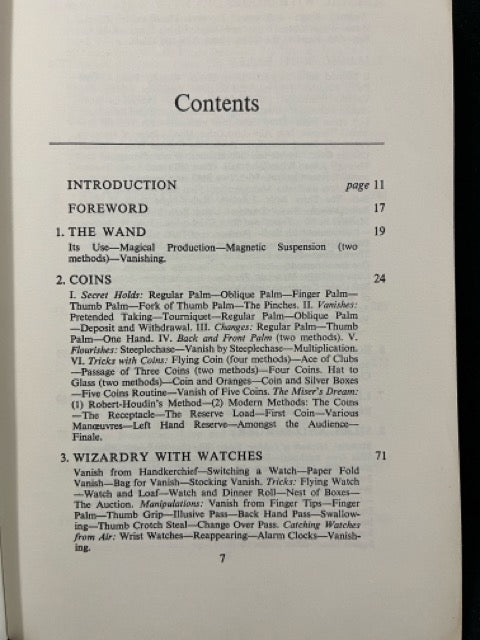 Contents
INTRODUCTION page 11
FOREWORD 17
1. THE WAND 19
Its Use—Magical Production—Magnetic Suspension (two
methods)—Vanishing.
2. COINS 24
I. Secret Holds: Regular Palm—Oblique Palm—Finger Palm—
Thumb Palm—Fork of Thumb Palm—The Pinches. II. Vanishes:
Pretended Taking—Tourniquet—Regular Palm—Oblique Palm
—Deposit and Withdrawal. III. Changes: Regular Palm—Thumb
Palm—One Hand. IV. Back and Front Palm (two methods). V.
Flourishes: Steeplechase—Vanish by Steeplechase—Multiplication.
VI. Tricks with Coins: Flying Coin (four methods)—Ace of Clubs
—Passage of Three Coins (two methods)—Four Coins. Hat to
Glass (two methods)—Coin and Oranges—Coin and Silver Boxes
—Five Coins Routine—Vanish of Five Coins. The Miser's Dream:
(1) Robert-Houdin's Method—(2) Modern Methods: The Coins
—The Receptacle—The Reserve Load—First Coin—Various
Manœuvres—Left Hand Reserve—Amongst the Audience—
Finale.
3. WIZARDRY WITH WATCHES 71
Vanish from Handkerchief—Switching a Watch—Paper Fold
Vanish—Bag for Vanish—Stocking Vanish. Tricks: Flying Watch
—Watch and Loaf—Watch and Dinner Roll—Nest of Boxes—
The Auction. Manipulations: Vanish from Finger Tips—Finger
Palm—Thumb Grip—Illusive Pass—Back Hand Pass—Swallow-
ing—Thumb Crotch Steal—Change Over Pass. Catching Watches
from Air: Wrist Watches—Reappearing—Alarm Clocks—Vanish-
ing.
7